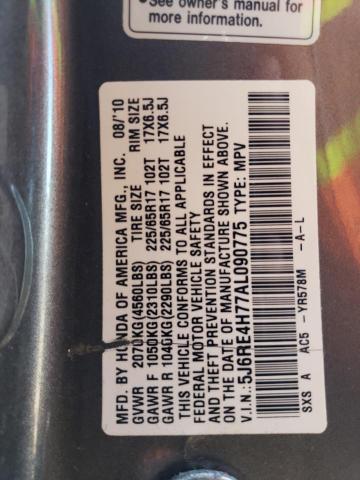 •See owner's manual for
more information.
MFD. BY HONDA OF AMERICA MFG., INC. 08/'10
TIRE SIZE RIM SIZE
GVWR 2070KG(4560LBS)
GAWR F 1050KG(2310LBS) 225/65R17 102T 17X6.5J
GAWR R 1040KG(2290LBS) 225/65R17 102T 17X6.5J
THIS VEHICLE CONFORMS TO ALL APPLICABLE
FEDERAL MOTOR VEHICLE SAFETY
AND THEFT PREVENTION STANDARDS IN EFFECT
ON THE DATE OF MANUFACTURE SHOWN ABOVE.
V.I.N.:5J6RE4H77AL090775 TYPE: MPV
SXS A AC5 -YR578M -A-L